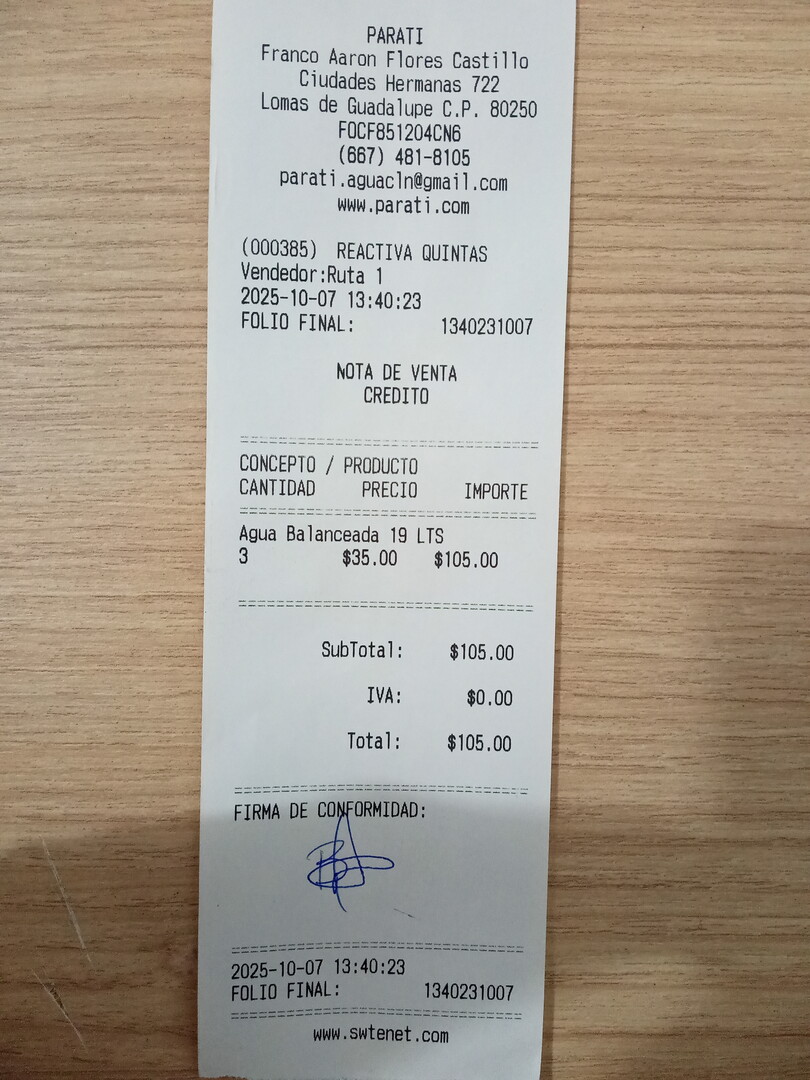 PARATI
Franco Aaron Flores Castillo
Ciudades Hermanas 722
Lomas de Guadalupe C.P. 80250
FOCF851204CN6
(667) 481-8105
parati.aguacln@gmail.com
www.parati.com
(000385) REACTIVA QUINTAS
Vendedor:Ruta 1
2025-10-07 13:40:23
FOLIO FINAL: 1340231007
NOTA DE VENTA
CREDITO
CONCEPTO / PRODUCTO
CANTIDAD PRECIO IMPORTE
Agua Balanceada 19 LTS
3 $35.00 $105.00
SubTotal: $105.00
IVA: $0.00
Total: $105.00
FIRMA DE CONFORMIDAD:
2025-10-07 13:40:23
FOLIO FINAL: 1340231007
www.swtenet.com